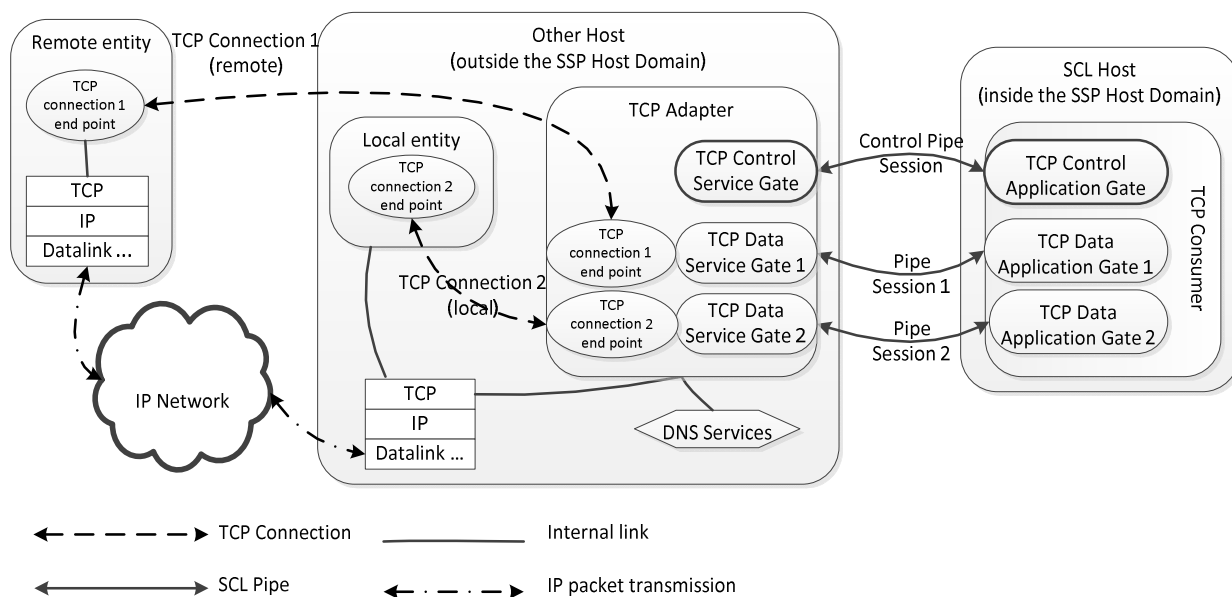 Remote entity
TCP
connection 1
end point
TCP
IP
Datalink ...
TCP Connection 1
(remote)
IP Network
Other Host
(outside the SSP Host Domain)
Local entity
TCP
connection 2
end point
TCP Connection 2
(local)
TCP
IP
Datalink ...
TCP Adapter
TCP Control
Service Gate
TCP
connection 1
end point
TCP Data
Service Gate 1
TCP
connection 2
end point
TCP Data
Service Gate 2
DNS Services
Control Pipe
Session
Pipe
Session 1
Pipe
Session 2
SCL Host
(inside the SSP Host Domain)
TCP Control
Application Gate
TCP Data
Application Gate 1
TCP Data
Application Gate 2
TCP Consumer
TCP Connection
Internal link
SCL Pipe
IP packet transmission